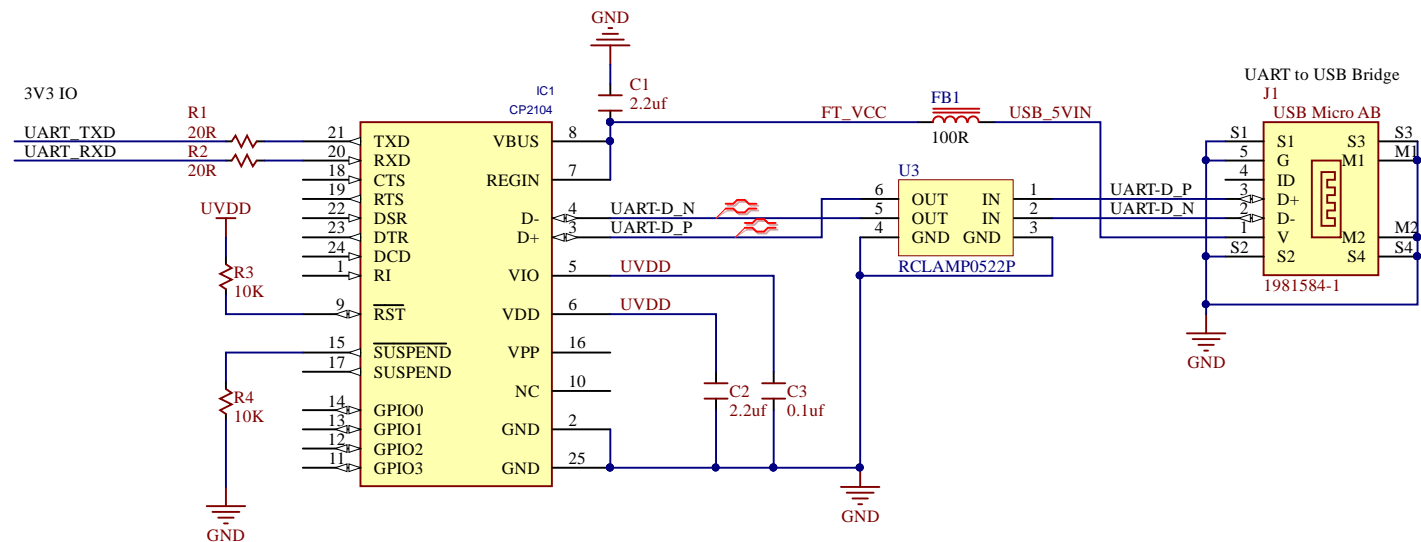 GND
C1
2.2uf
3V3 IO
UART_TXD
UART_RXD
R1
20R
R2
20R
IC1
CP2104
21 TXD
20 RXD
18 CTS
19 RTS
22 DSR
23 DTR
24 DCD
1 RI
9 RST
15 SUSPEND
17 SUSPEND
14 GPIO0
13 GPIO1
12 GPIO2
11 GPIO3
VBUS 8
REGIN 7
D- 4
D+ 3
VIO 5
VDD 6
VPP 16
NC 10
GND 2
GND 25
UVDD
R3
10K
R4
10K
GND
UART-D_N
UART-D_P
UVDD
UVDD
C2
2.2uf
C3
0.1uf
FT_VCC
FB1
100R
USB_5VIN
U3
6 OUT IN 1
5 OUT IN 2
4 GND GND 3
RCLAMP0522P
GND
UART-D_P
UART-D_N
UART to USB Bridge
J1
USB Micro AB
S1 S1 S3 S3
5 G M1 M1
4 ID
3 D+
2 D-
1 V M2 M2
S2 S2 S4 S4
1981584-1
GND